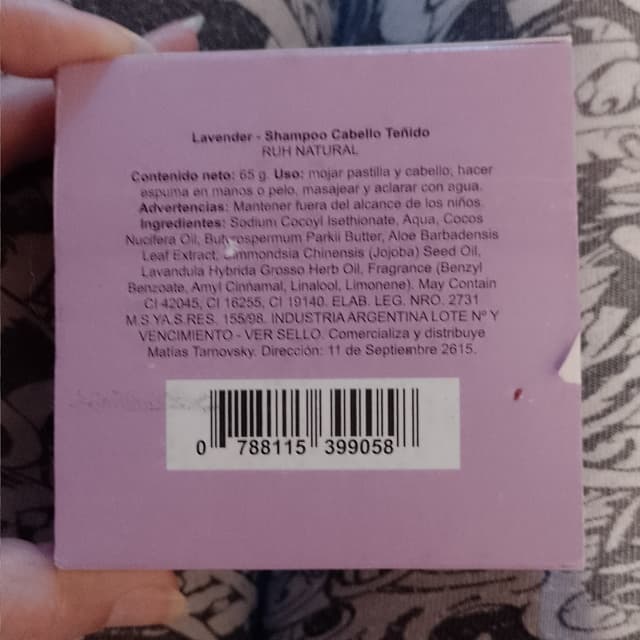 Lavender - Shampoo Cabello Teñido
RUH NATURAL
Contenido neto: 65 g. Uso: mojar pastilla y cabello, hacer
espuma en manos o pelo, masajear y aclarar con agua.
Advertencias: Mantener fuera del alcance de los niños.
Ingredientes: Sodium Cocoyl Isethionate, Aqua, Cocos
Nucifera Oil, Butyrospermum Parkii Butter, Aloe Barbadensis
Leaf Extract, Simmondsia Chinensis (Jojoba) Seed Oil,
Lavandula Hybrida Grosso Herb Oil, Fragrance (Benzyl
Benzoate, Amyl Cinnamal, Linalool, Limonene). May Contain
CI 42045, CI 16255, CI 19140. ELAB. LEG. NRO. 2731
M.S.YA.S.RES. 155/98. INDUSTRIA ARGENTINA LOTE Nº Y
VENCIMIENTO - VER SELLO. Comercializa y distribuye
Matías Tarnovsky. Dirección: 11 de Septiembre 2615.
0 788115 399058